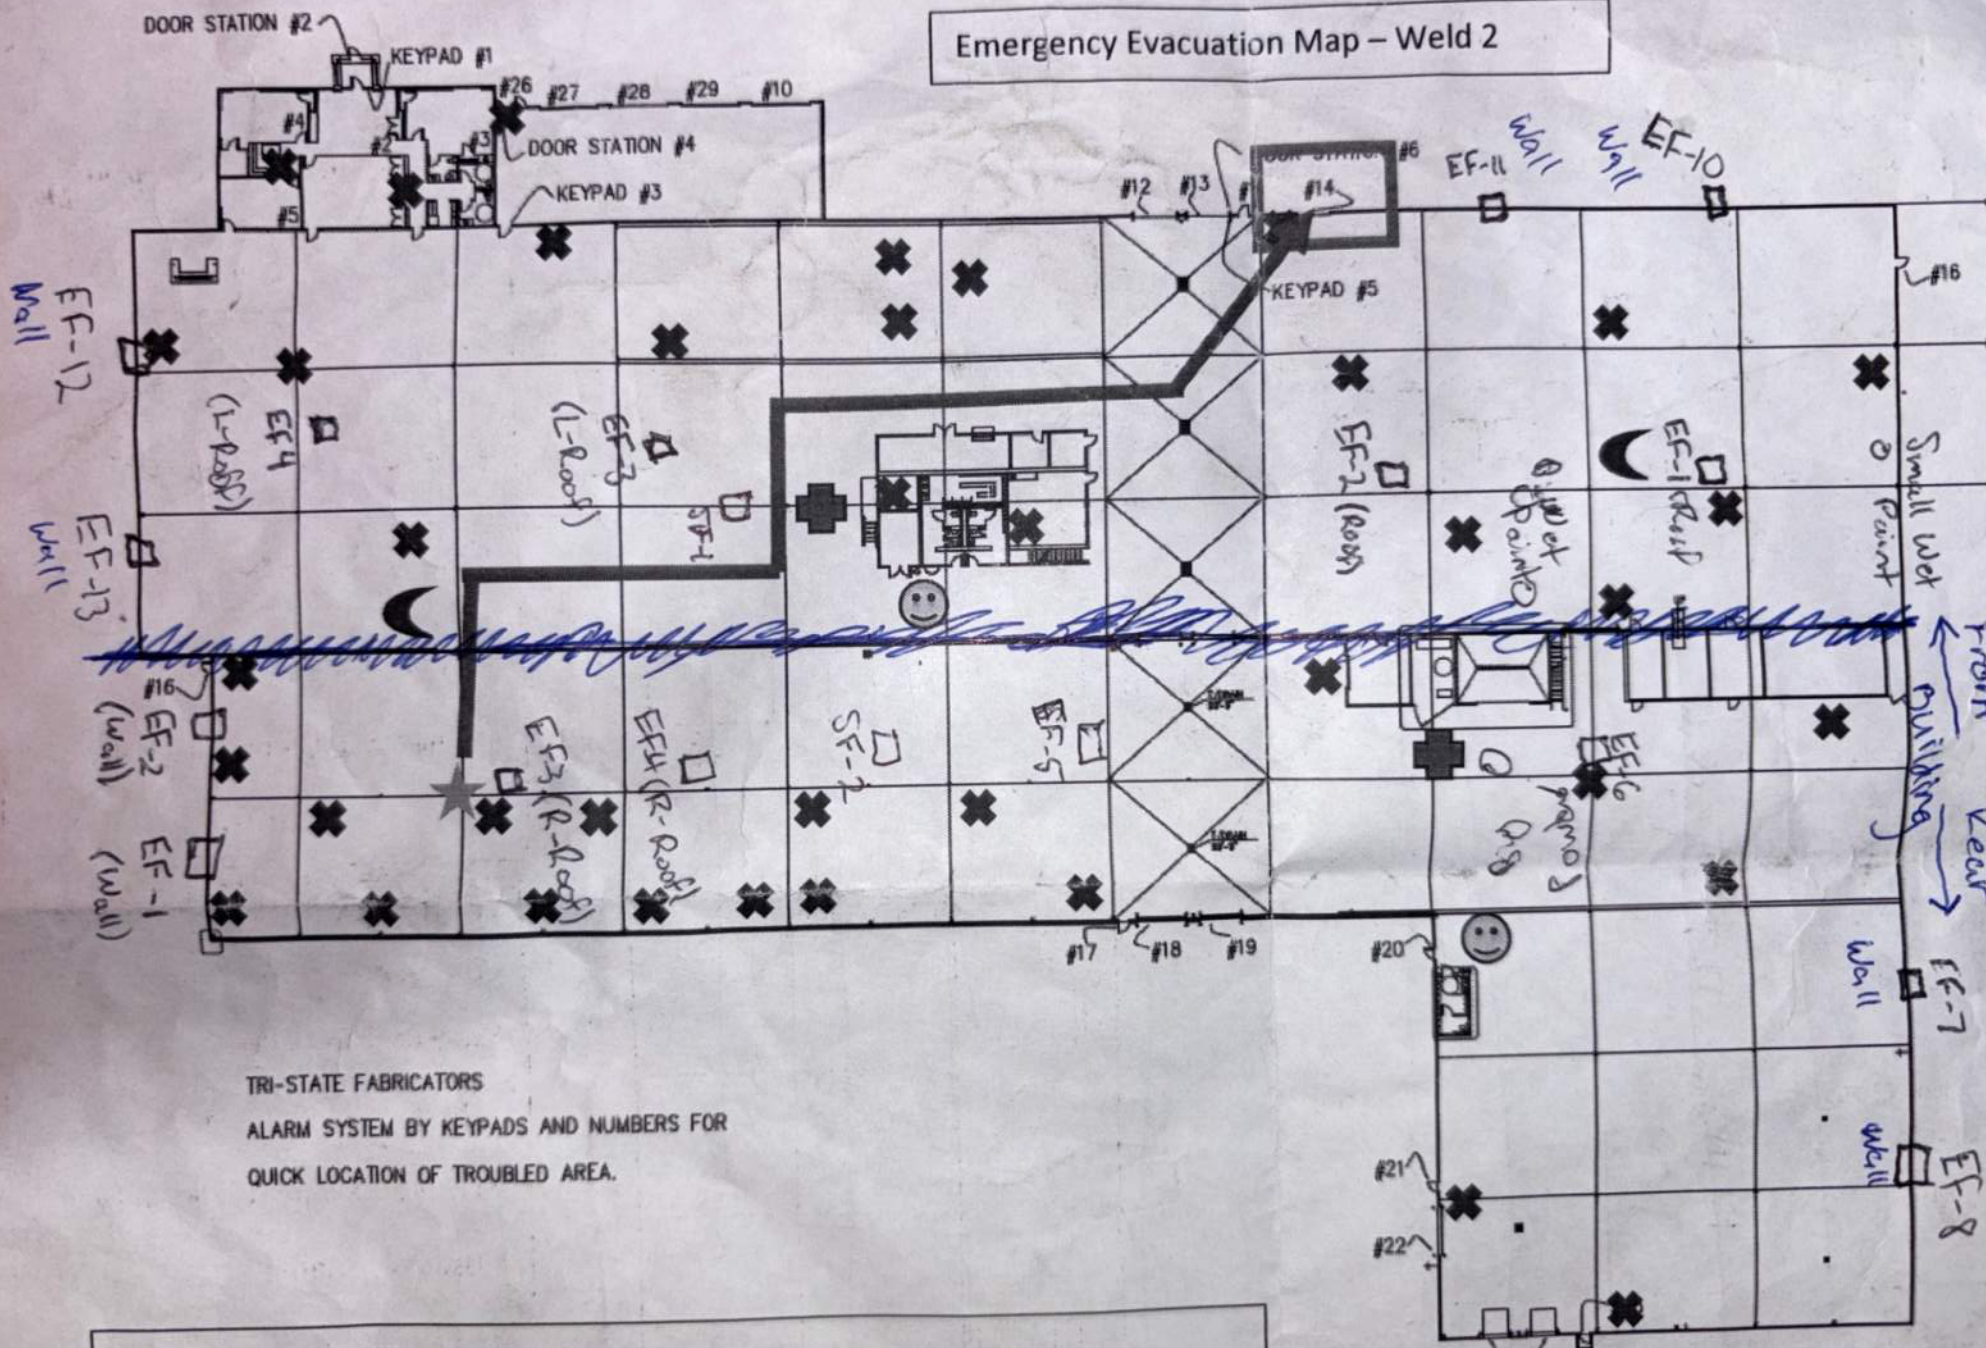 DOOR STATION #2
Emergency Evacuation Map – Weld 2
KEYPAD #1
#26
#27
#28
#29
#10
#4
#2
#3
DOOR STATION #4
#6
EF-11
Wall
Wall
EF-10
#12
#13
#14
KEYPAD #3
#5
KEYPAD #5
#16
EF-12
Wall
EF4
(L-Roof)
EF-3
(L-Roof)
EF-2 (Roof)
EF-1 Roof
Small Wet
Paint
EF-13
Wall
SF-1
#16
EF-2
(Wall)
EF3 (R-Roof)
EF4 (R-Roof)
SF-2
EF-5
EF-6
Front
Building
Rear
EF-1
(Wall)
Big
#17
#18
#19
#20
Wall
EF-7
TRI-STATE FABRICATORS
ALARM SYSTEM BY KEYPADS AND NUMBERS FOR
QUICK LOCATION OF TROUBLED AREA.
#21
Wall
EF-8
#22